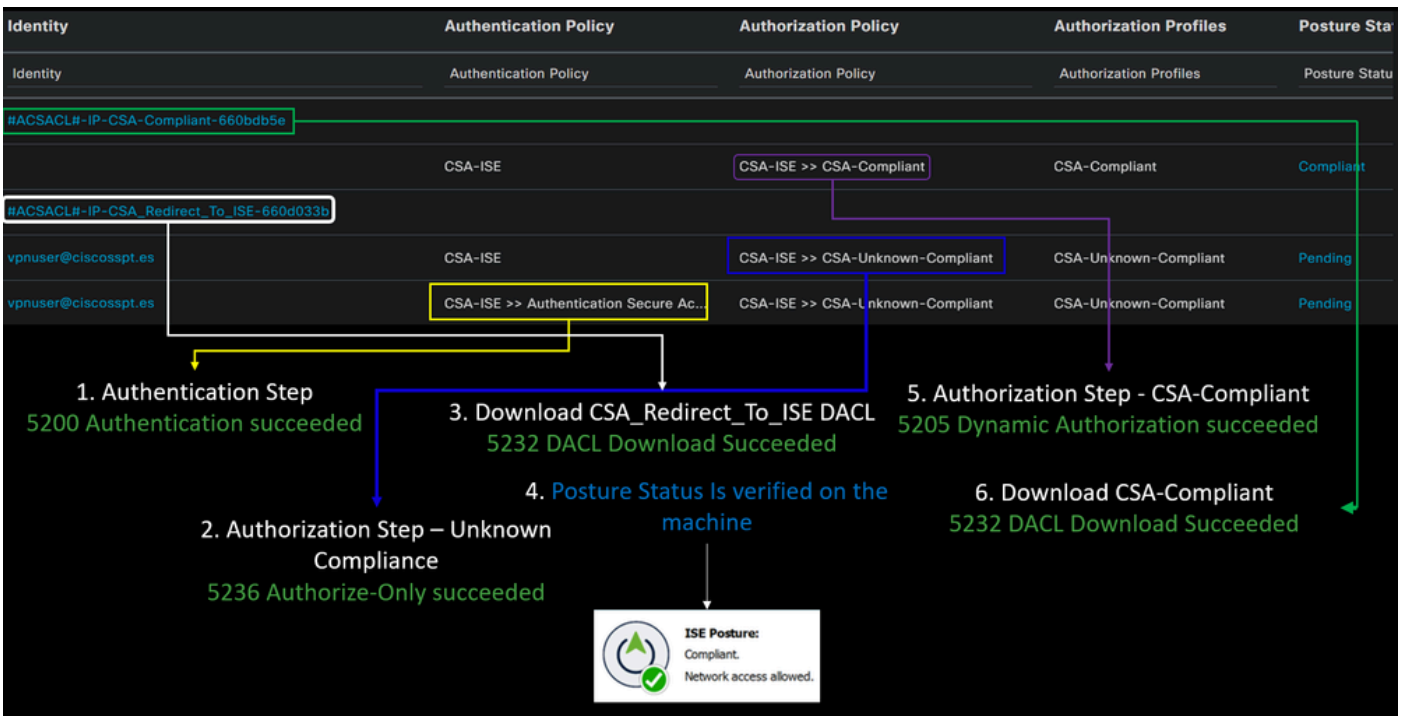 Identity Authentication Policy Authorization Policy Authorization Profiles Posture Sta
Identity Authentication Policy Authorization Policy Authorization Profiles Posture Statu
#ACSACL#-IP-CSA-Compliant-660bdb5e
CSA-ISE CSA-ISE >> CSA-Compliant CSA-Compliant Compliant
#ACSACL#-IP-CSA_Redirect_To_ISE-660d033b
vpnuser@ciscosspt.es CSA-ISE CSA-ISE >> CSA-Unknown-Compliant CSA-Unknown-Compliant Pending
vpnuser@ciscosspt.es CSA-ISE >> Authentication Secure Ac... CSA-ISE >> CSA-Unknown-Compliant CSA-Unknown-Compliant Pending
1. Authentication Step
5200 Authentication succeeded
2. Authorization Step – Unknown
Compliance
5236 Authorize-Only succeeded
3. Download CSA_Redirect_To_ISE DACL
5232 DACL Download Succeeded
4. Posture Status Is verified on the
machine
ISE Posture:
Compliant.
Network access allowed.
5. Authorization Step - CSA-Compliant
5205 Dynamic Authorization succeeded
6. Download CSA-Compliant
5232 DACL Download Succeeded